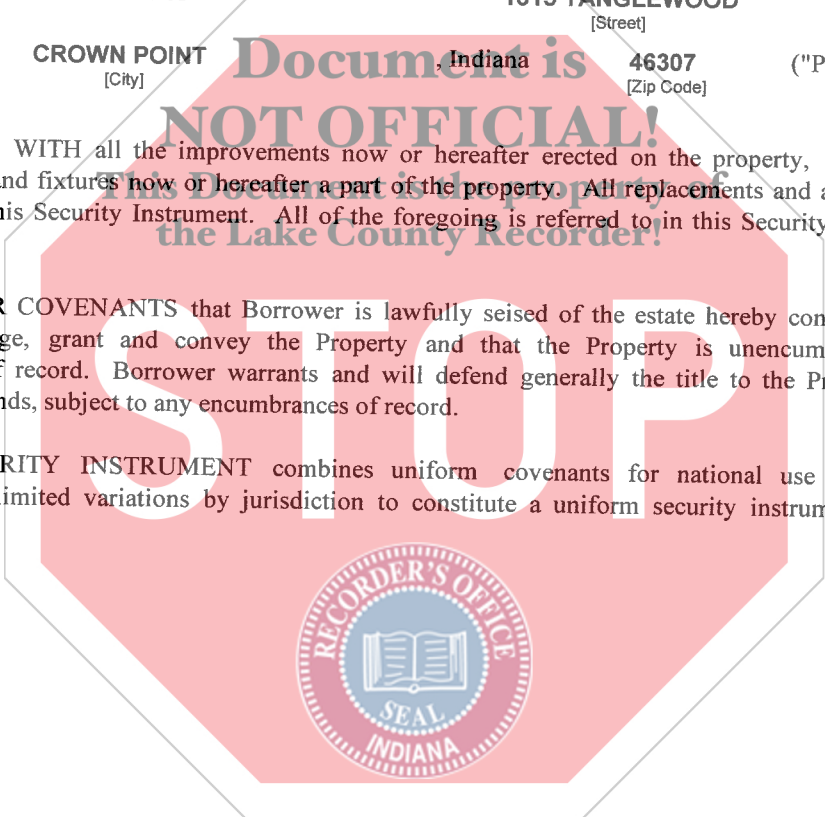 TANGLEWOOD
[Street]
CROWN POINT , Indiana 46307 ("P
[City] [Zip Code]
Document is
NOT OFFICIAL!
This Document is the property of
the Lake County Recorder!
WITH all the improvements now or hereafter erected on the property,
nd fixtures now or hereafter a part of the property. All replacements and a
is Security Instrument. All of the foregoing is referred to in this Security
R COVENANTS that Borrower is lawfully seised of the estate hereby con
ge, grant and convey the Property and that the Property is unencum
f record. Borrower warrants and will defend generally the title to the Pr
nds, subject to any encumbrances of record.
RITY INSTRUMENT combines uniform covenants for national use
limited variations by jurisdiction to constitute a uniform security instrum
STOP
RECORDER'S OFFICE
SEAL
INDIANA